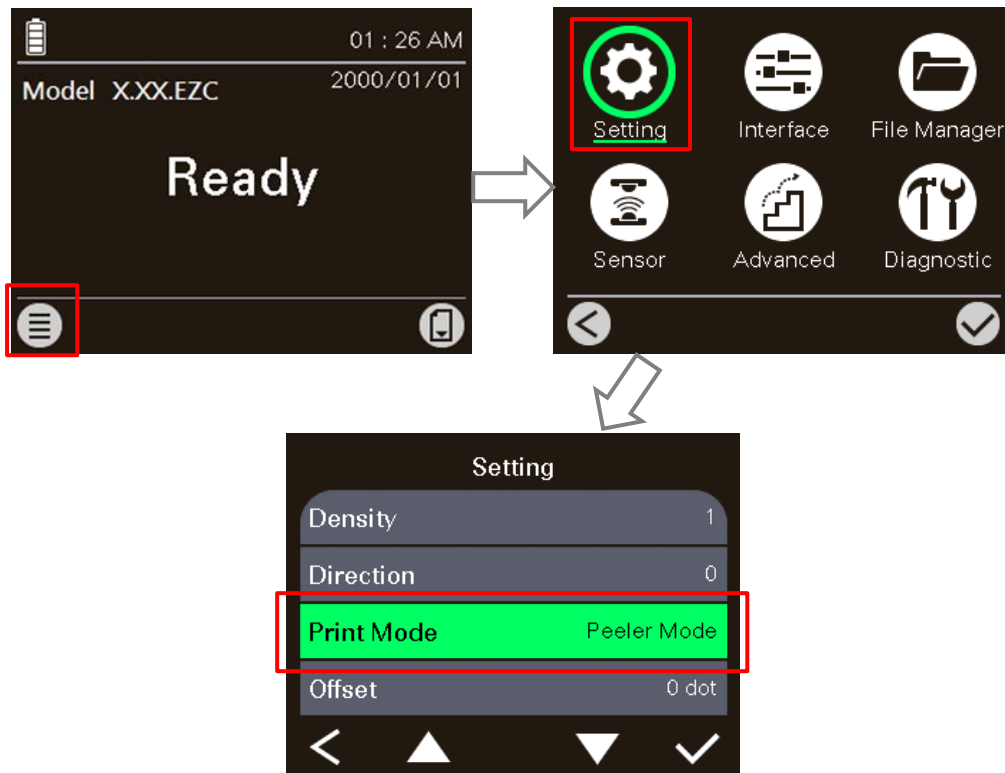 01 : 26 AM
Model X.XX.EZC 2000/01/01
Ready
Setting Interface File Manager
Sensor Advanced Diagnostic
Setting
Density 1
Direction 0
Print Mode Peeler Mode
Offset 0 dot